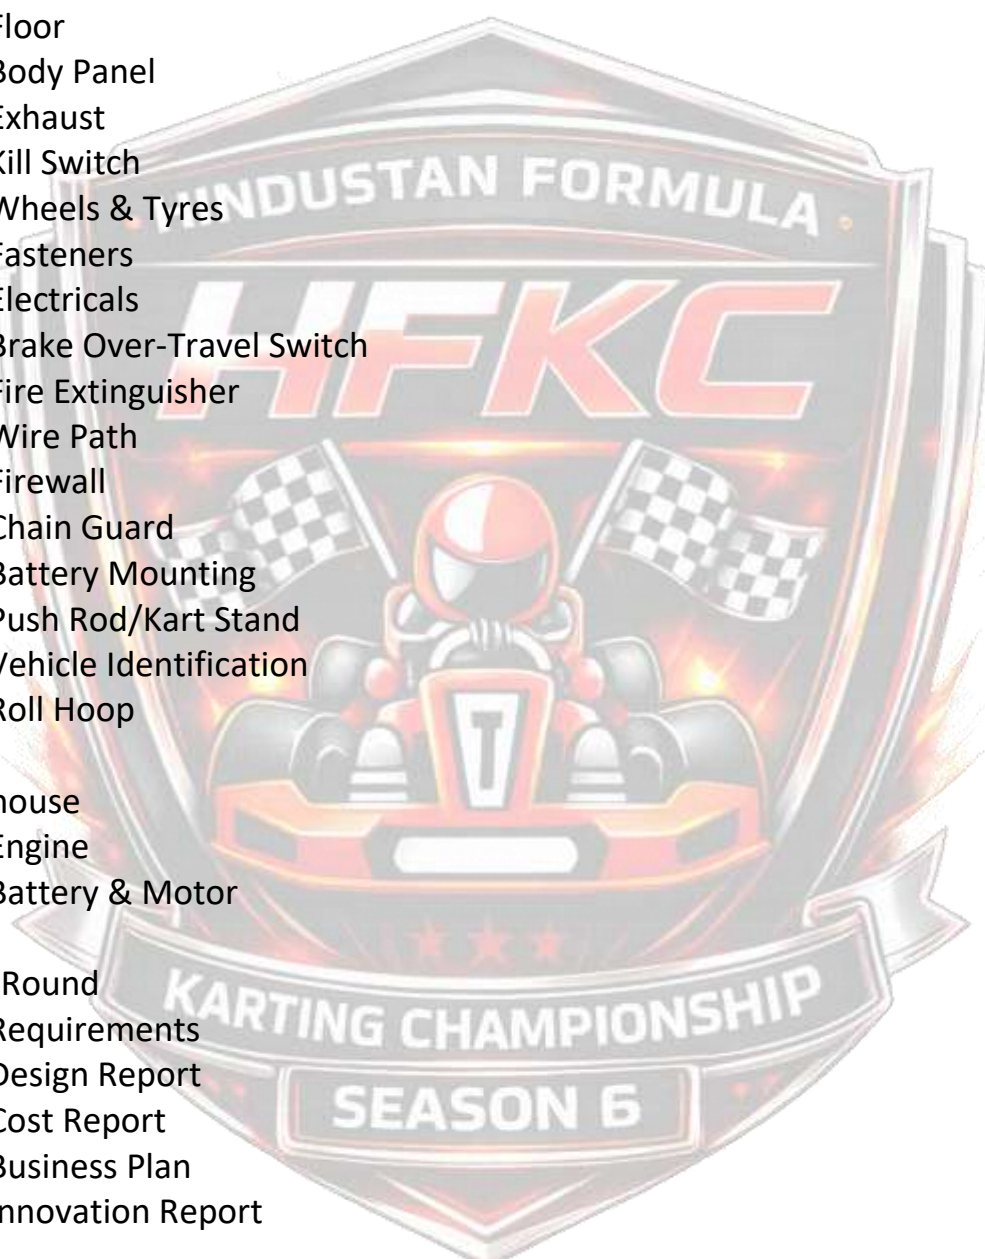 Floor
Body Panel
Exhaust
Kill Switch
Wheels & Tyres
Fasteners
Electricals
Brake Over-Travel Switch
Fire Extinguisher
Wire Path
Firewall
Chain Guard
Battery Mounting
Push Rod/Kart Stand
Vehicle Identification
Roll Hoop
house
Engine
Battery & Motor
Round
Requirements
Design Report
Cost Report
Business Plan
Innovation Report
HINDUSTAN FORMULA
HFKC
KARTING CHAMPIONSHIP
SEASON 6